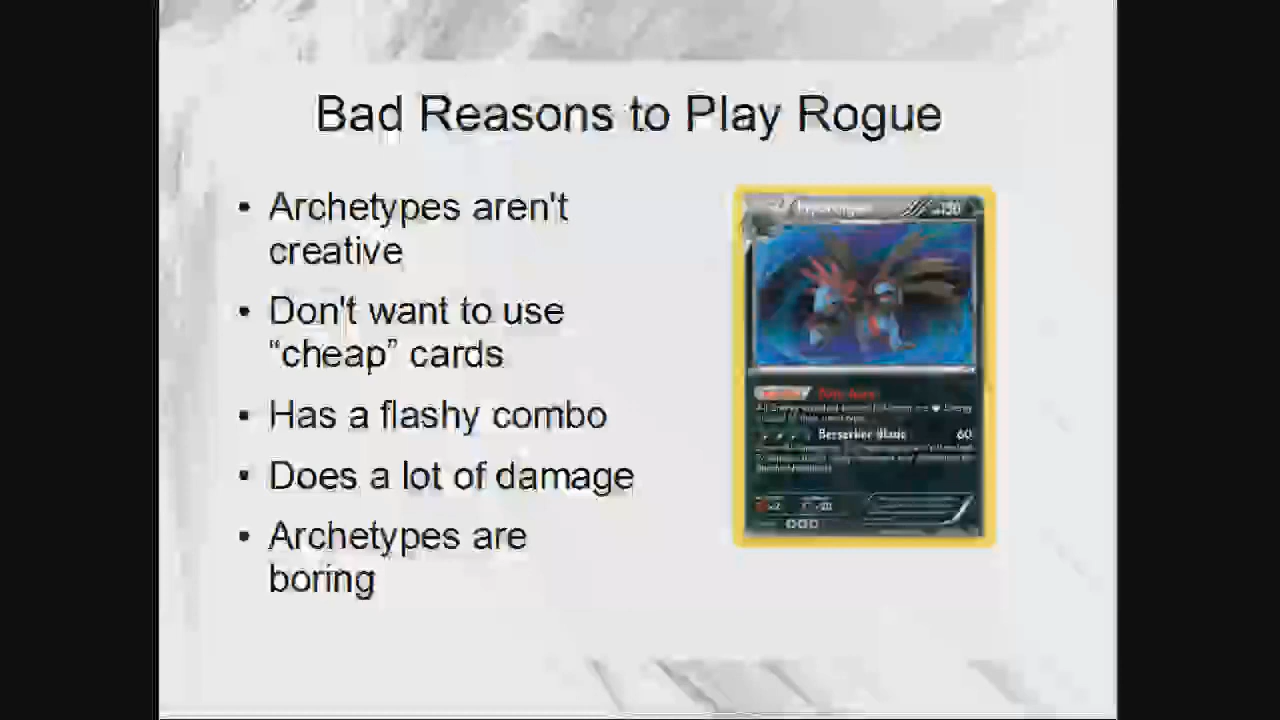 Bad Reasons to Play Rogue
• Archetypes aren't
creative
• Don't want to use
“cheap” cards
• Has a flashy combo
• Does a lot of damage
• Archetypes are
boring
130
Berserker Blade 60